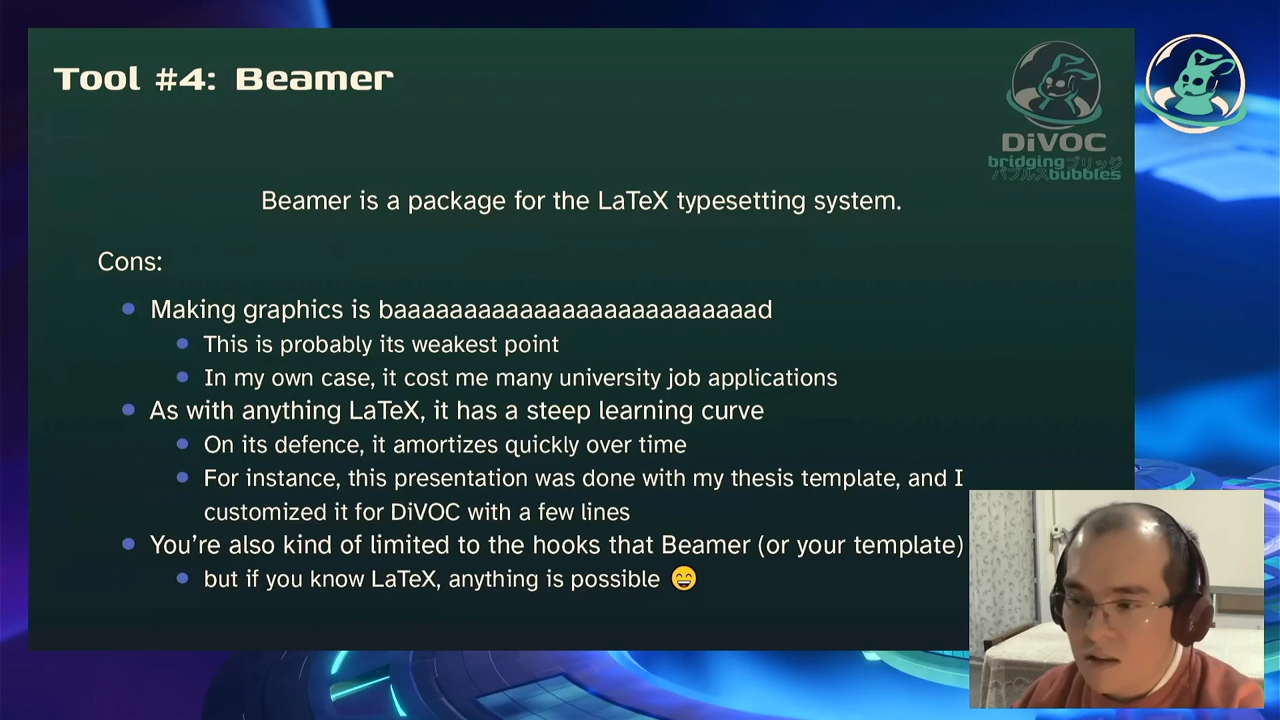 Tool #4: Beamer
DiVOC
bridgingブリッジ
バブルスbubbles
Beamer is a package for the LaTeX typesetting system.
Cons:
Making graphics is baaaaaaaaaaaaaaaaaaaaaaaaaad
This is probably its weakest point
In my own case, it cost me many university job applications
As with anything LaTeX, it has a steep learning curve
On its defence, it amortizes quickly over time
For instance, this presentation was done with my thesis template, and I
customized it for DiVOC with a few lines
You're also kind of limited to the hooks that Beamer (or your template)
but if you know LaTeX, anything is possible 😄